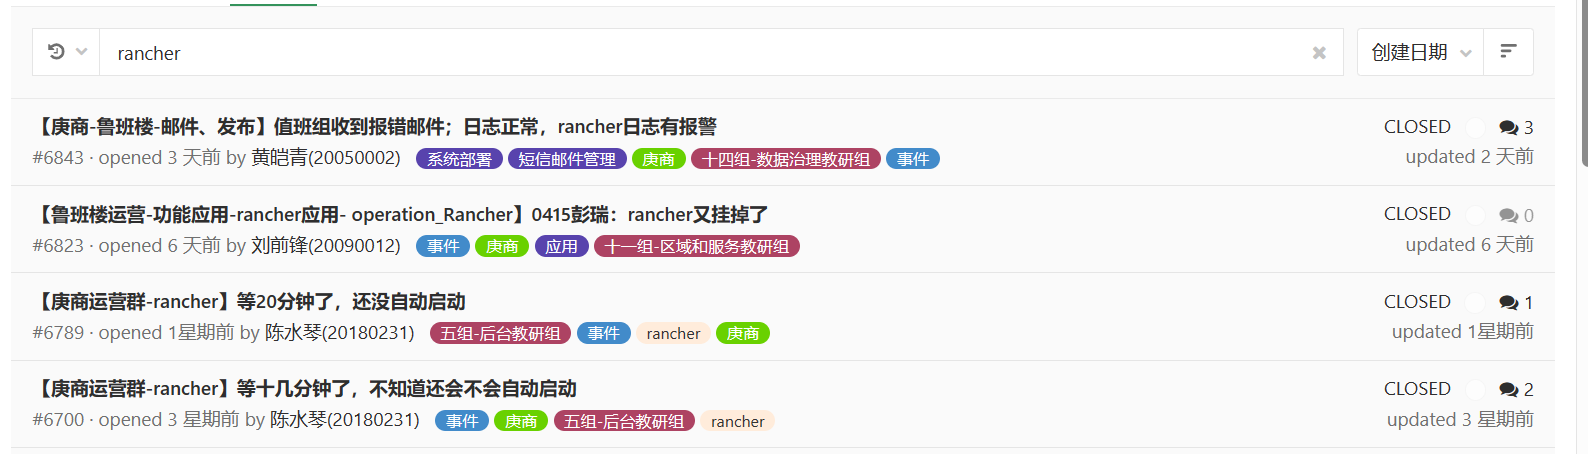 rancher 创建日期
【庚商-鲁班楼-邮件、发布】值班组收到报错邮件；日志正常，rancher日志有报警 CLOSED 3
#6843 · opened 3 天前 by 黄皑青(20050002) 系统部署 短信邮件管理 庚商 十四组-数据治理教研组 事件 updated 2 天前
【鲁班楼运营-功能应用-rancher应用- operation_Rancher】0415彭瑞：rancher又挂掉了 CLOSED 0
#6823 · opened 6 天前 by 刘前锋(20090012) 事件 庚商 应用 十一组-区域和服务教研组 updated 6 天前
【庚商运营群-rancher】等20分钟了，还没自动启动 CLOSED 1
#6789 · opened 1星期前 by 陈水琴(20180231) 五组-后台教研组 事件 rancher 庚商 updated 1星期前
【庚商运营群-rancher】等十几分钟了，不知道还会不会自动启动 CLOSED 2
#6700 · opened 3 星期前 by 陈水琴(20180231) 事件 庚商 五组-后台教研组 rancher updated 3 星期前